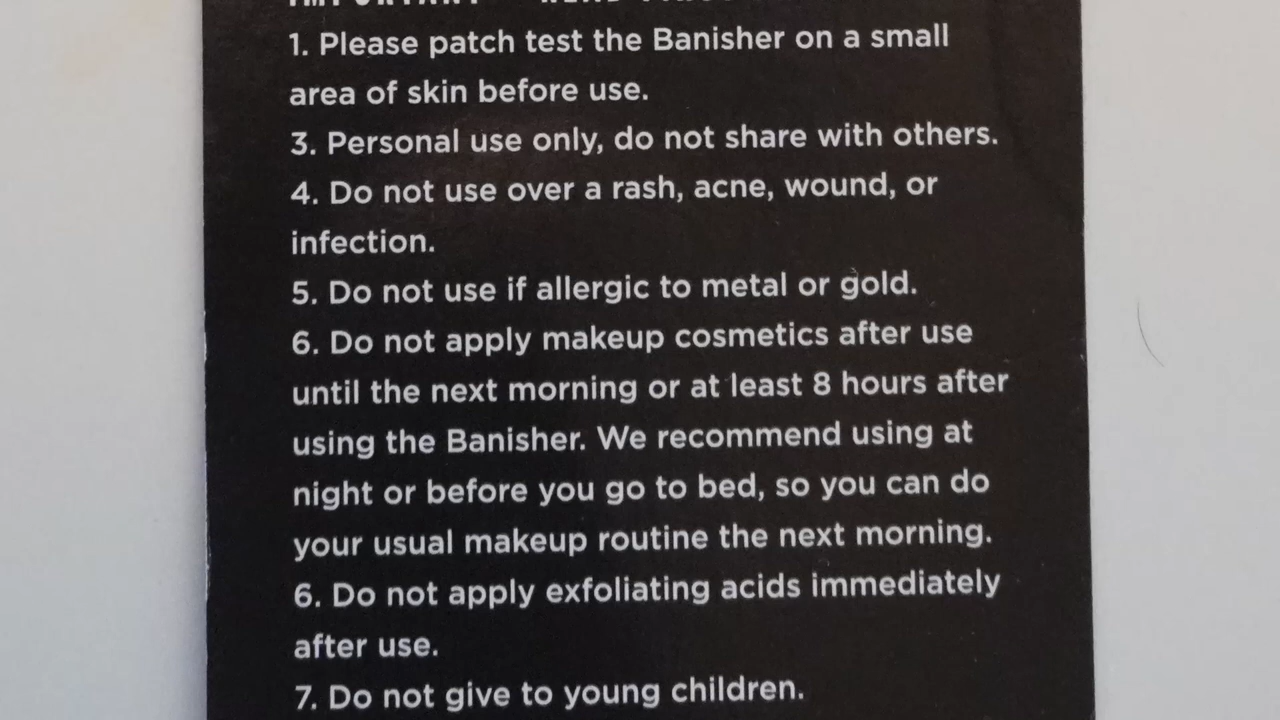 1. Please patch test the Banisher on a small
area of skin before use.
3. Personal use only, do not share with others.
4. Do not use over a rash, acne, wound, or
infection.
5. Do not use if allergic to metal or gold.
6. Do not apply makeup cosmetics after use
until the next morning or at least 8 hours after
using the Banisher. We recommend using at
night or before you go to bed, so you can do
your usual makeup routine the next morning.
6. Do not apply exfoliating acids immediately
after use.
7. Do not give to young children.